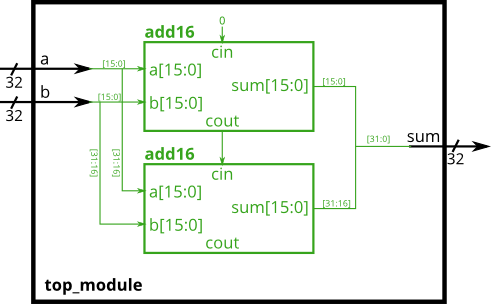 0
add16
cin
a
[15:0]
a[15:0]
32
sum[15:0]
[15:0]
b
[15:0]
b[15:0]
32
cout
[31:0]
sum
32
[31:16]
[31:16]
add16
cin
a[15:0]
sum[15:0]
[31:16]
b[15:0]
cout
top_module